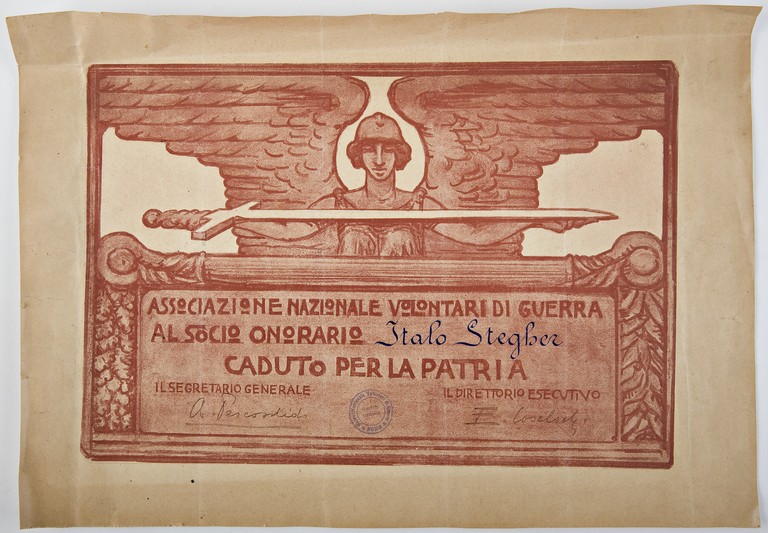 ASSOCIAZIONE NAZIONALE VOLONTARI DI GUERRA
AL SOCIO ONORARIO Italo Stegher
CADUTO PER LA PATRIA
IL SEGRETARIO GENERALE
IL DIRETTORIO ESECUTIVO
E. Coselschi